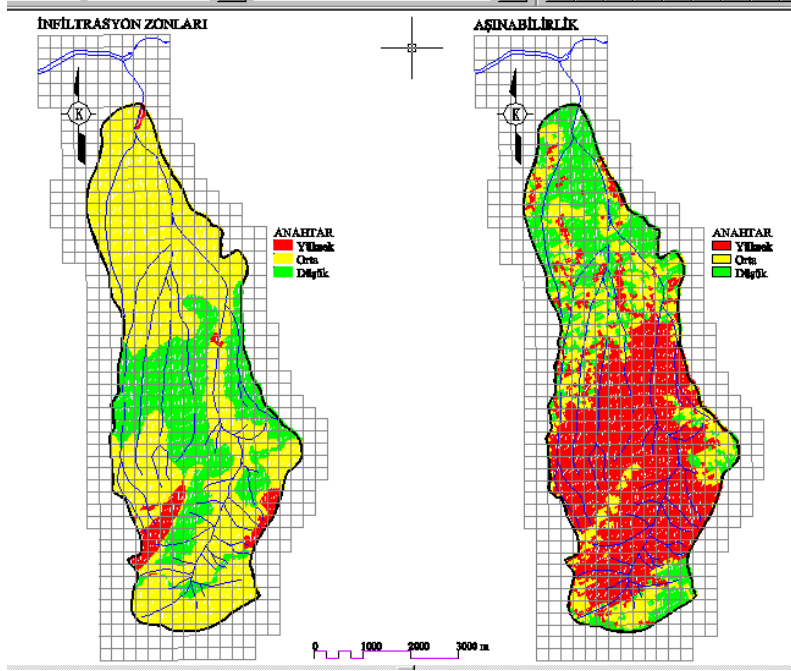 İNFİLTRASYON ZONLARI
K
ANAHTAR
Yüksek
Orta
Düşük
AŞINABİLİRLİK
K
ANAHTAR
Yüksek
Orta
Düşük
0 1000 2000 3000 m